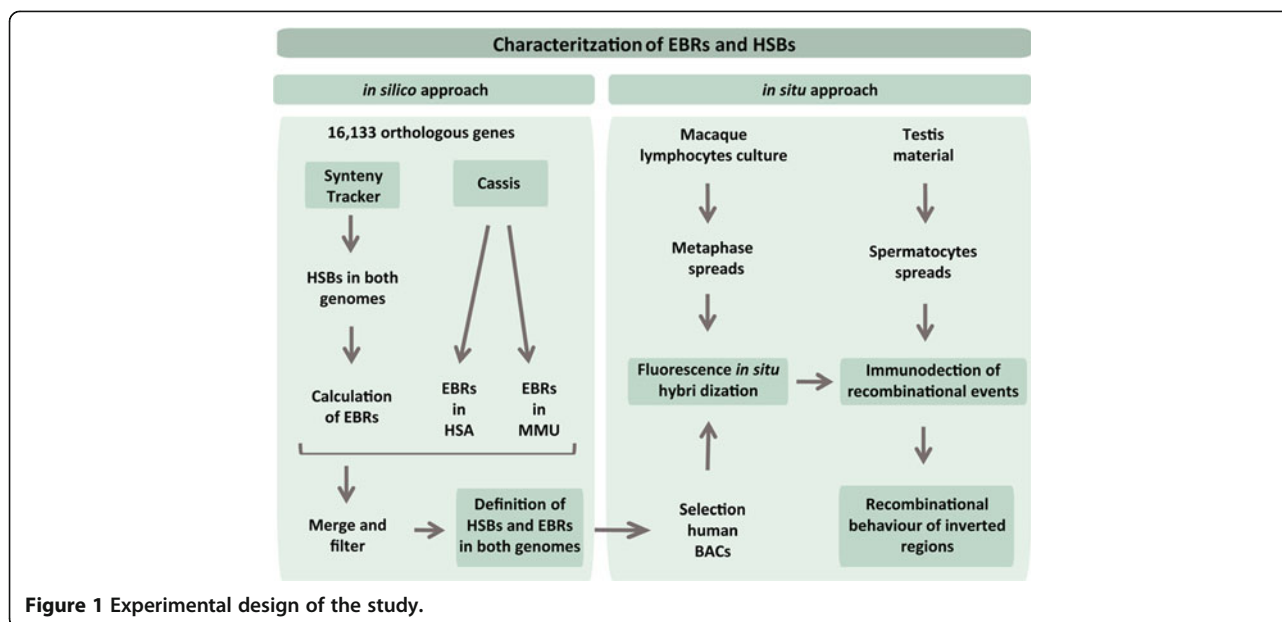 Characteritzation of EBRs and HSBs
in silico approach
16,133 orthologous genes
Synteny
Tracker
Cassis
HSBs in both
genomes
Calculation
of EBRs
EBRs
in
HSA
EBRs
in
MMU
Merge and
filter
Definition of
HSBs and EBRs
in both genomes
in situ approach
Macaque
lymphocytes culture
Testis
material
Metaphase
spreads
Spermatocytes
spreads
Fluorescence in situ
hybri dization
Immunodection of
recombinational events
Selection
human
BACs
Recombinational
behaviour of inverted
regions
Figure 1 Experimental design of the study.